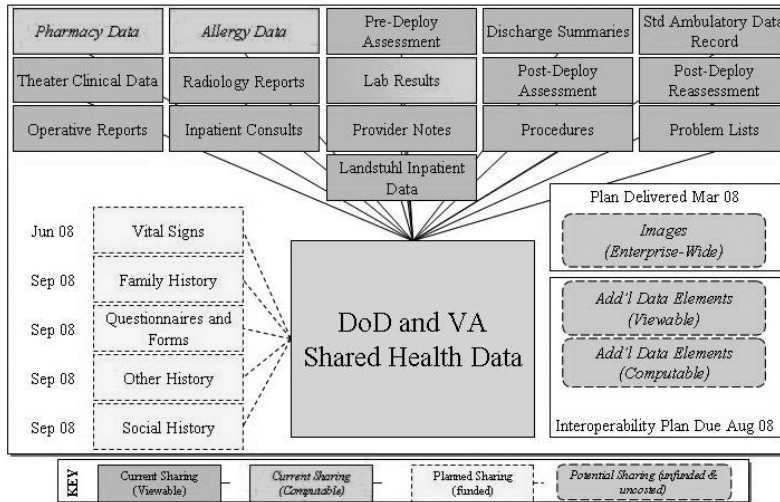 Pharmacy Data
Allergy Data
Pre-Deploy
Assessment
Discharge Summaries
Std Ambulatory Data
Record
Theater Clinical Data
Radiology Reports
Lab Results
Post-Deploy
Assessment
Post-Deploy
Reassessment
Operative Reports
Inpatient Consults
Provider Notes
Procedures
Problem Lists
Landstuhl Inpatient
Data
Jun 08
Vital Signs
Sep 08
Family History
Sep 08
Questionnaires and
Forms
Sep 08
Other History
Sep 08
Social History
DoD and VA
Shared Health Data
Plan Delivered Mar 08
Images
(Enterprise-Wide)
Add'l Data Elements
(Viewable)
Add'l Data Elements
(Computable)
Interoperability Plan Due Aug 08
KEY
Current Sharing
(Viewable)
Current Sharing
(Computable)
Planned Sharing
(funded)
Potential Sharing (unfunded &
uncosted)